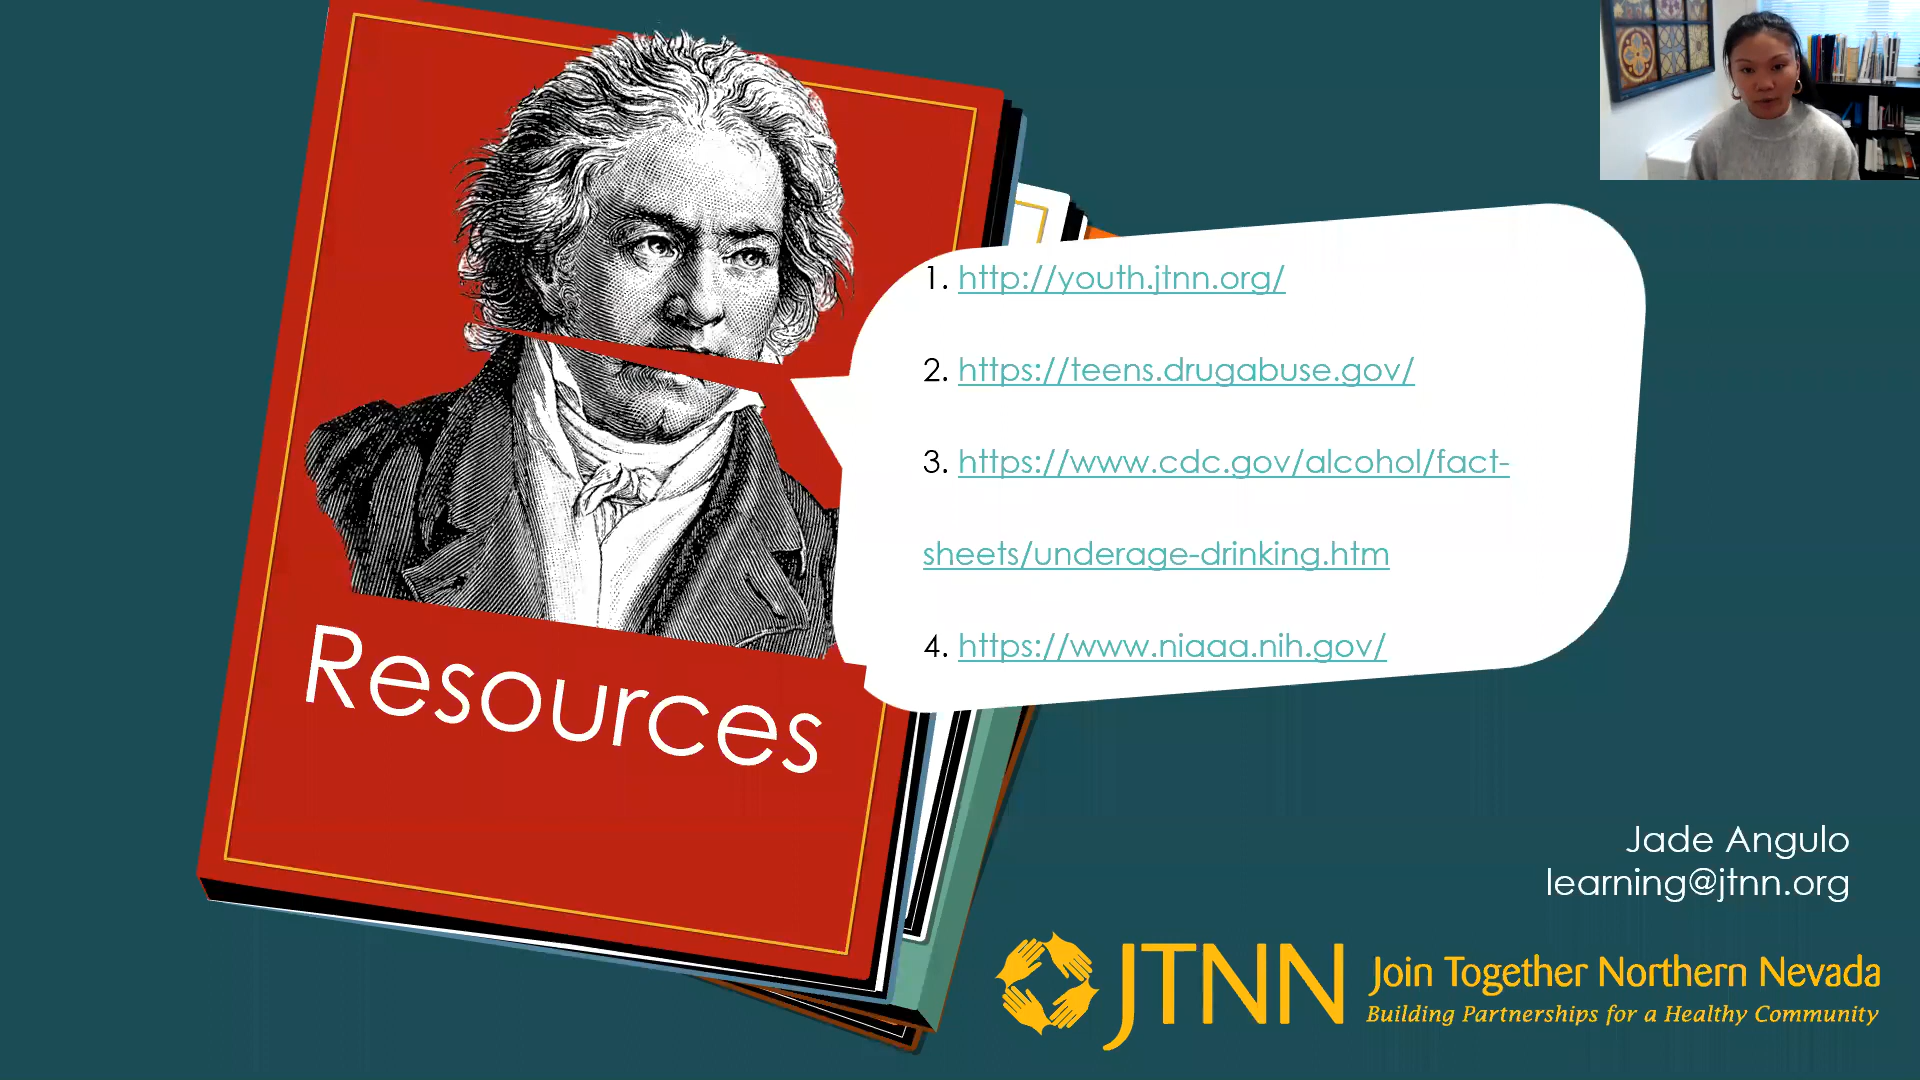 1. http://youth.jtnn.org/
2. https://teens.drugabuse.gov/
3. https://www.cdc.gov/alcohol/fact-
sheets/underage-drinking.htm
4. https://www.niaaa.nih.gov/
Resources
Jade Angulo
learning@jtnn.org
JTNN Join Together Northern Nevada
Building Partnerships for a Healthy Community